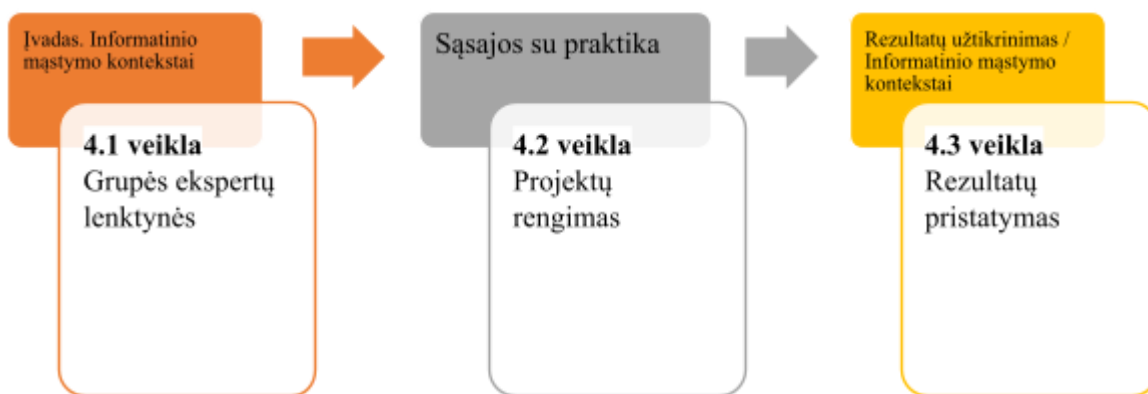 Įvadas. Informatinio
mąstymo kontekstai
4.1 veikla
Grupės ekspertų
lenktynės
Sąsajos su praktika
4.2 veikla
Projektų
rengimas
Rezultatų užtikrinimas /
Informatinio mąstymo
kontekstai
4.3 veikla
Rezultatų
pristatymas